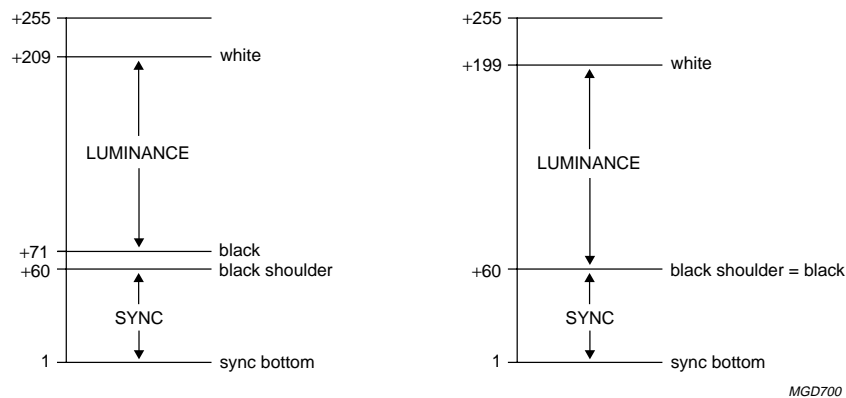 +255
+209 white
LUMINANCE
+71 black
+60 black shoulder
SYNC
1 sync bottom
+255
+199 white
LUMINANCE
+60 black shoulder = black
SYNC
1 sync bottom
MGD700